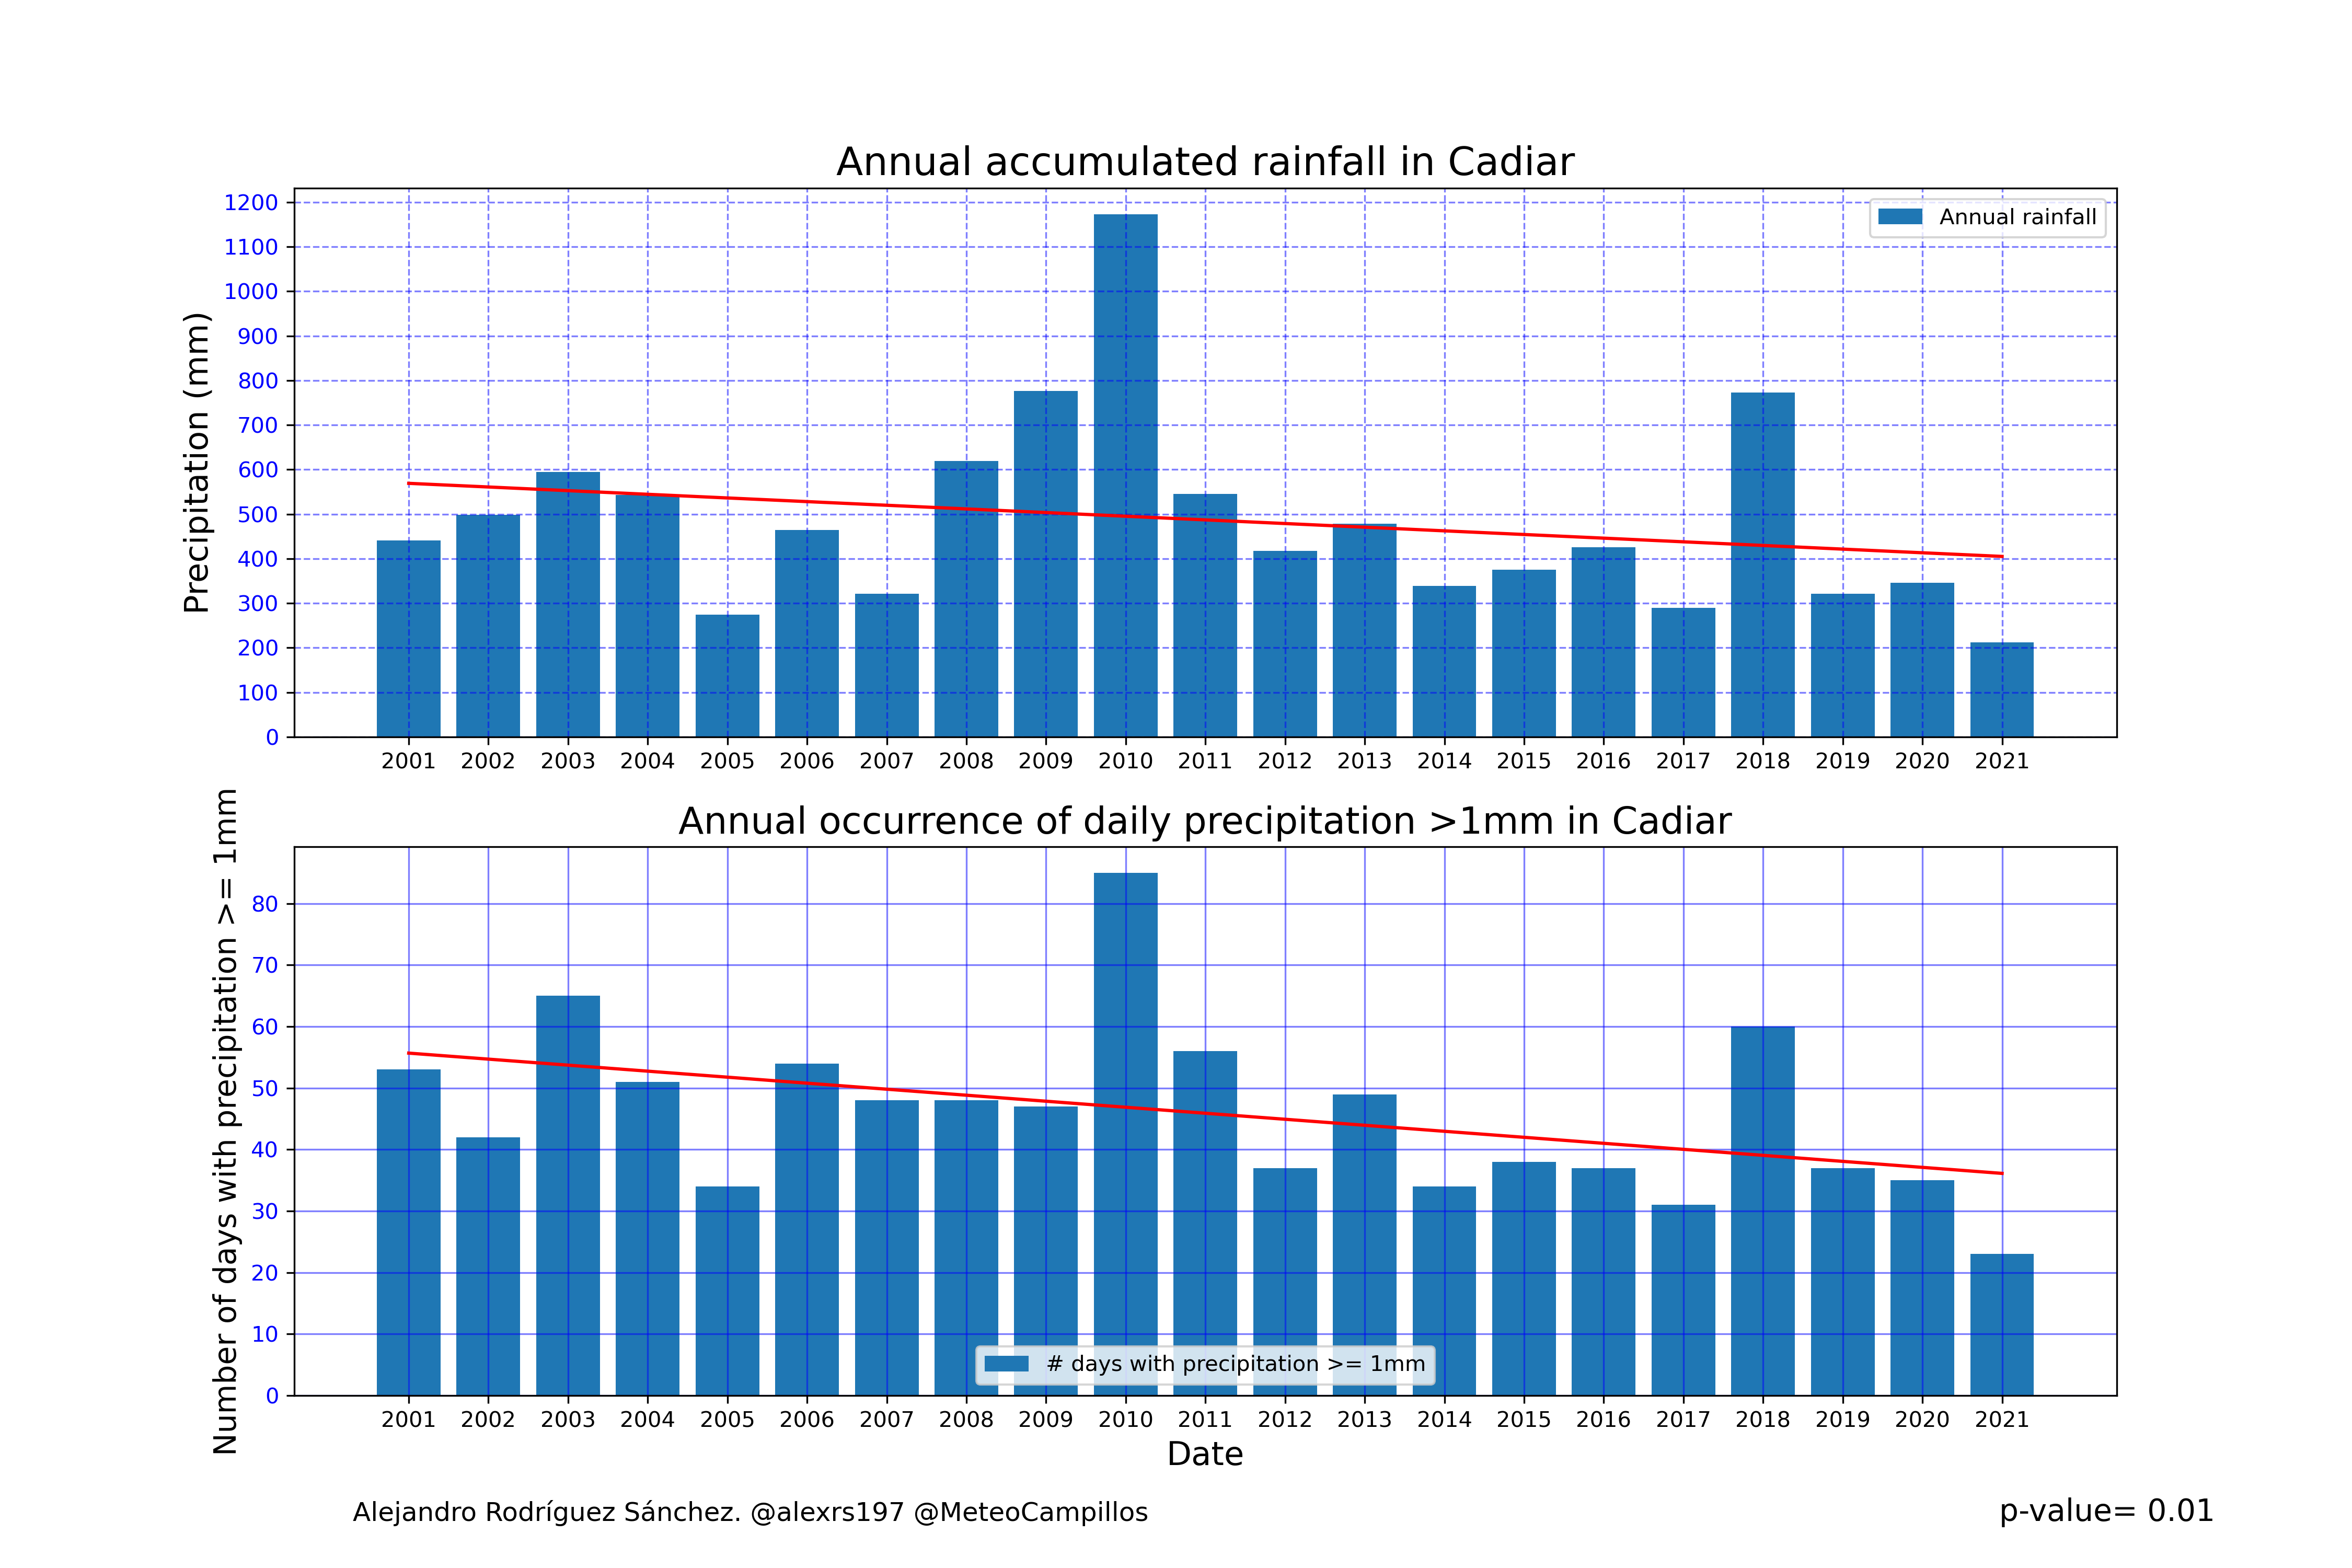 Annual accumulated rainfall in Cadiar
Precipitation (mm)
1200
1100
1000
900
800
700
600
500
400
300
200
100
0
Annual rainfall
2001 2002 2003 2004 2005 2006 2007 2008 2009 2010 2011 2012 2013 2014 2015 2016 2017 2018 2019 2020 2021
Annual occurrence of daily precipitation >1mm in Cadiar
Number of days with precipitation >= 1mm
80
70
60
50
40
30
20
10
0
# days with precipitation >= 1mm
2001 2002 2003 2004 2005 2006 2007 2008 2009 2010 2011 2012 2013 2014 2015 2016 2017 2018 2019 2020 2021
Date
Alejandro Rodríguez Sánchez. @alexrs197 @MeteoCampillos
p-value= 0.01